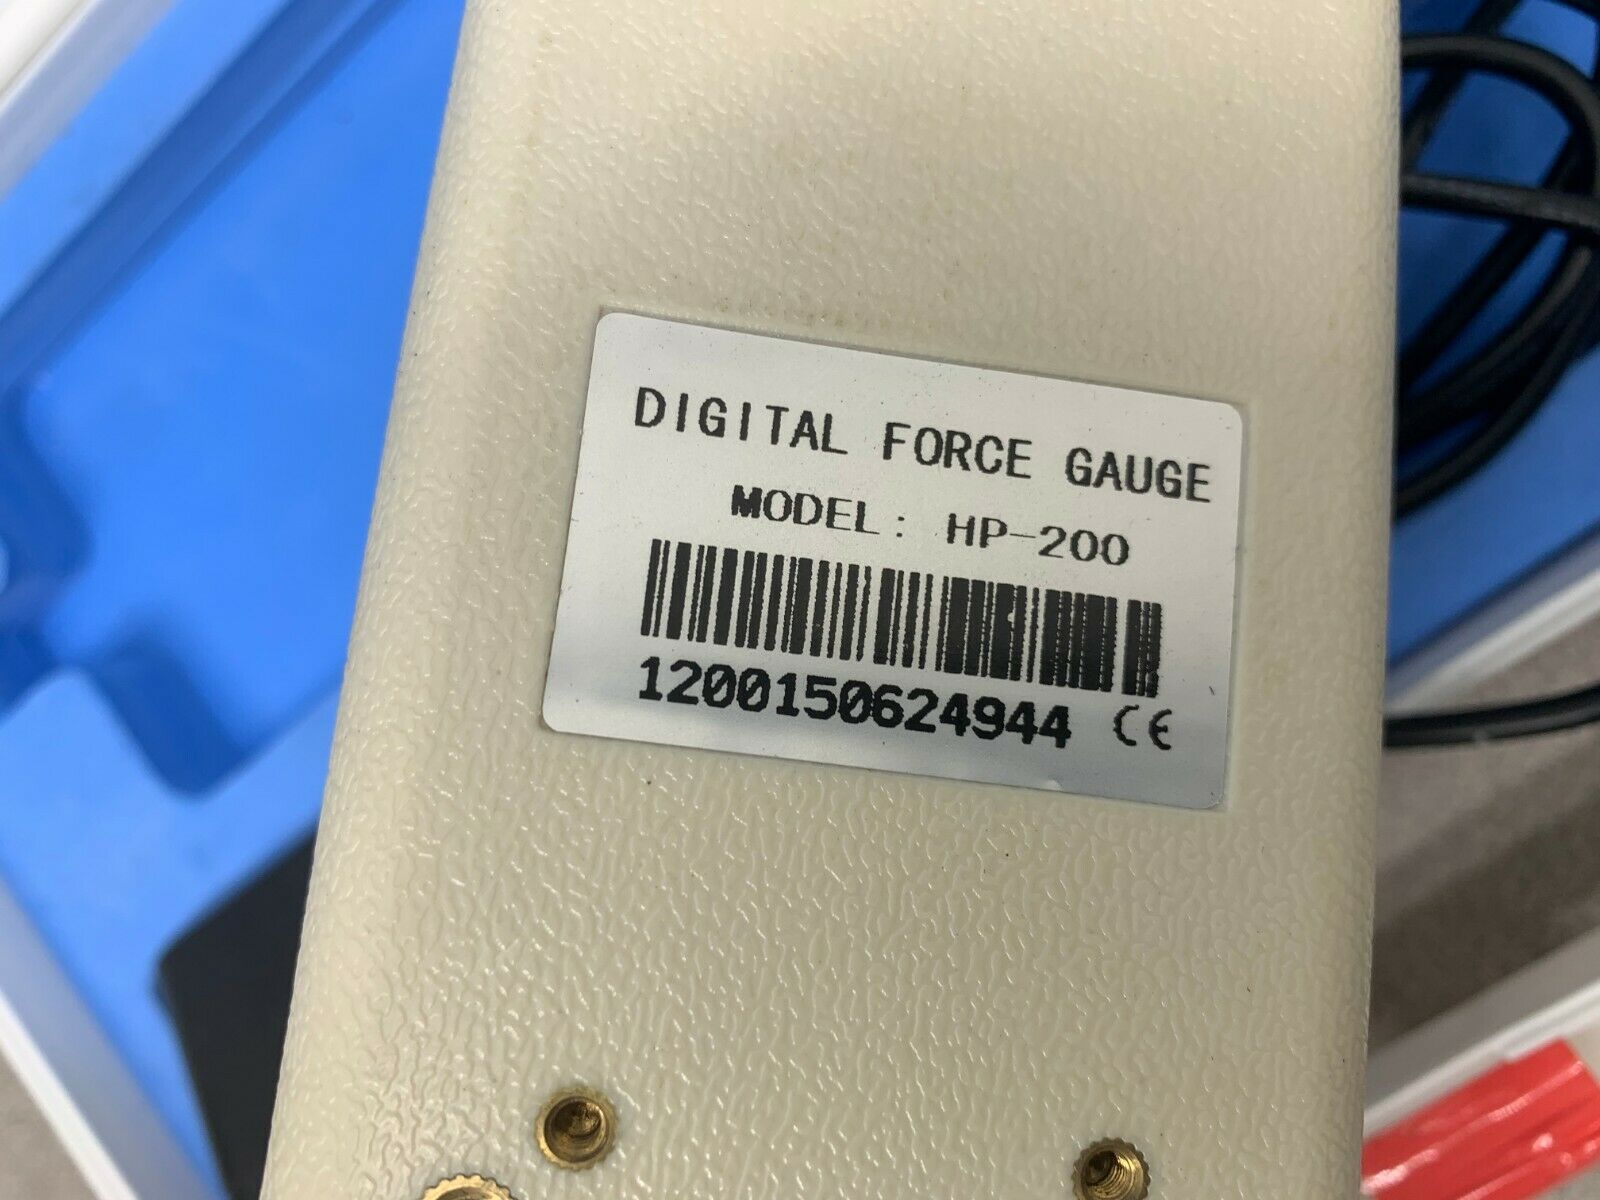 DIGITAL FORCE GAUGE
MODEL: HP-200
1200150624944 CE